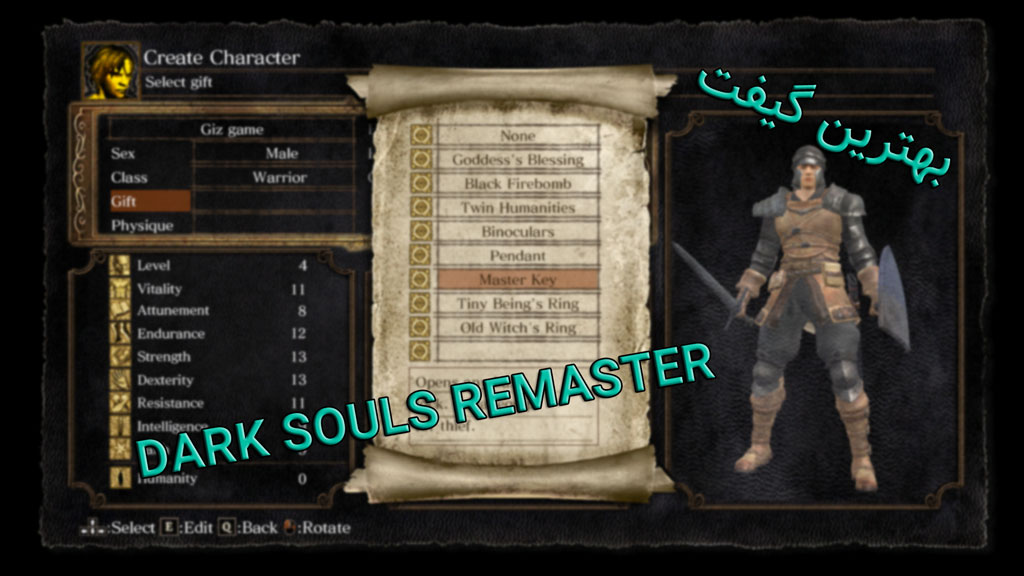 Create Character
Select gift
بهترین گیفت
Giz game
Sex Male
Class Warrior
Gift
Physique
None
Goddess's Blessing
Black Firebomb
Twin Humanities
Binoculars
Pendant
Master Key
Tiny Being's Ring
Old Witch's Ring
Level 4
Vitality 11
Attunement 8
Endurance 12
Strength 13
Dexterity 13
Resistance 11
Intelligence
Humanity 0
thief.
DARK SOULS REMASTER
:Select E:Edit Q:Back :Rotate